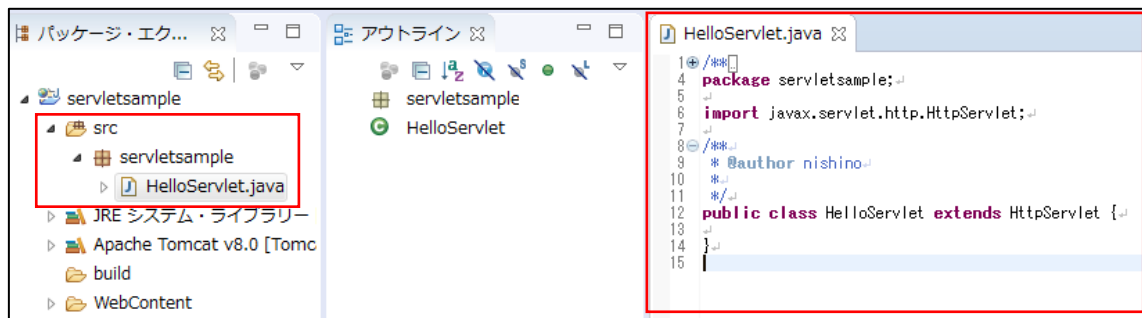 パッケージ・エク...
servletsample
src
servletsample
HelloServlet.java
JRE システム・ライブラリー
Apache Tomcat v8.0 [Tomc
build
WebContent
アウトライン
servletsample
HelloServlet
HelloServlet.java
1 /**
4 package servletsample;
5
6 import javax.servlet.http.HttpServlet;
7
8 /**
9 * @author nishino
10 *
11 */
12 public class HelloServlet extends HttpServlet {
13
14 }
15